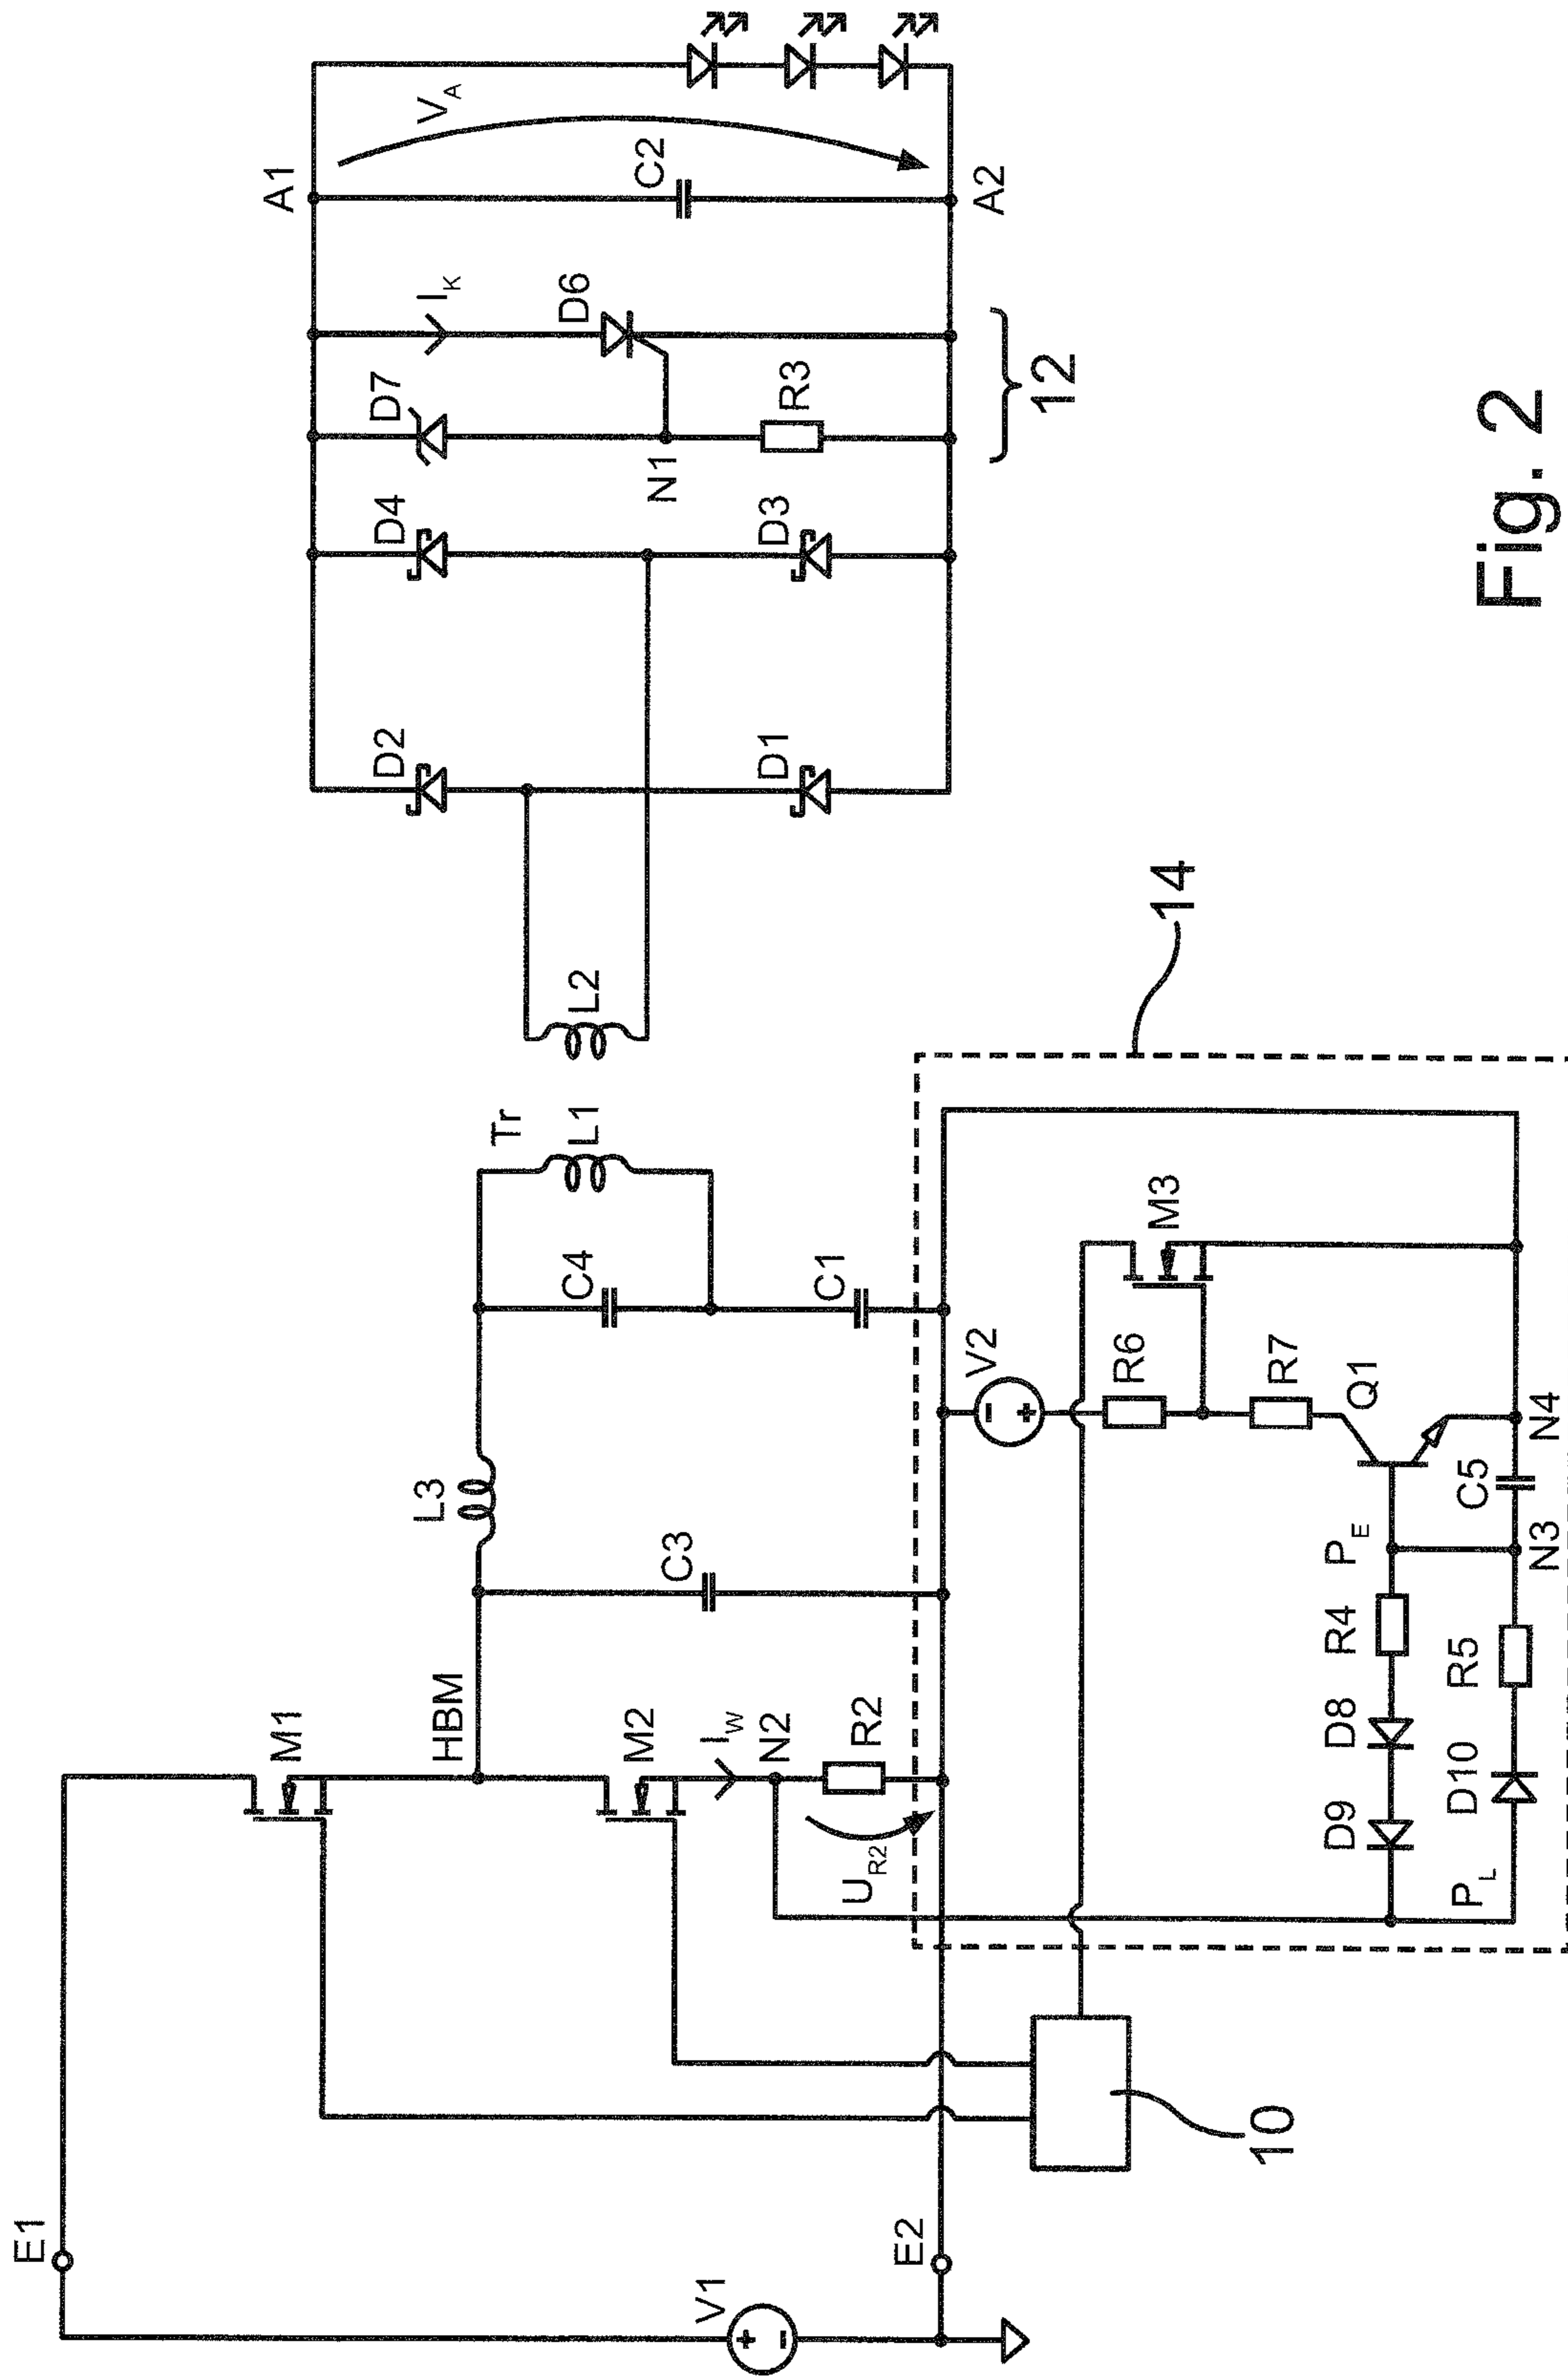 E1
V1
+
-
E2
10
M1
HBM
M2
I_W
N2
R2
U_R2
L3
C3
C4
C1
Tr
L1
L2
14
V2
-
+
R6
M3
R7
Q1
P_E
R4
D8
D9
P_L
D10
R5
N3
C5
N4
D2
D1
D4
D3
D7
N1
R3
I_K
D6
12
A1
C2
A2
V_A
Fig. 2